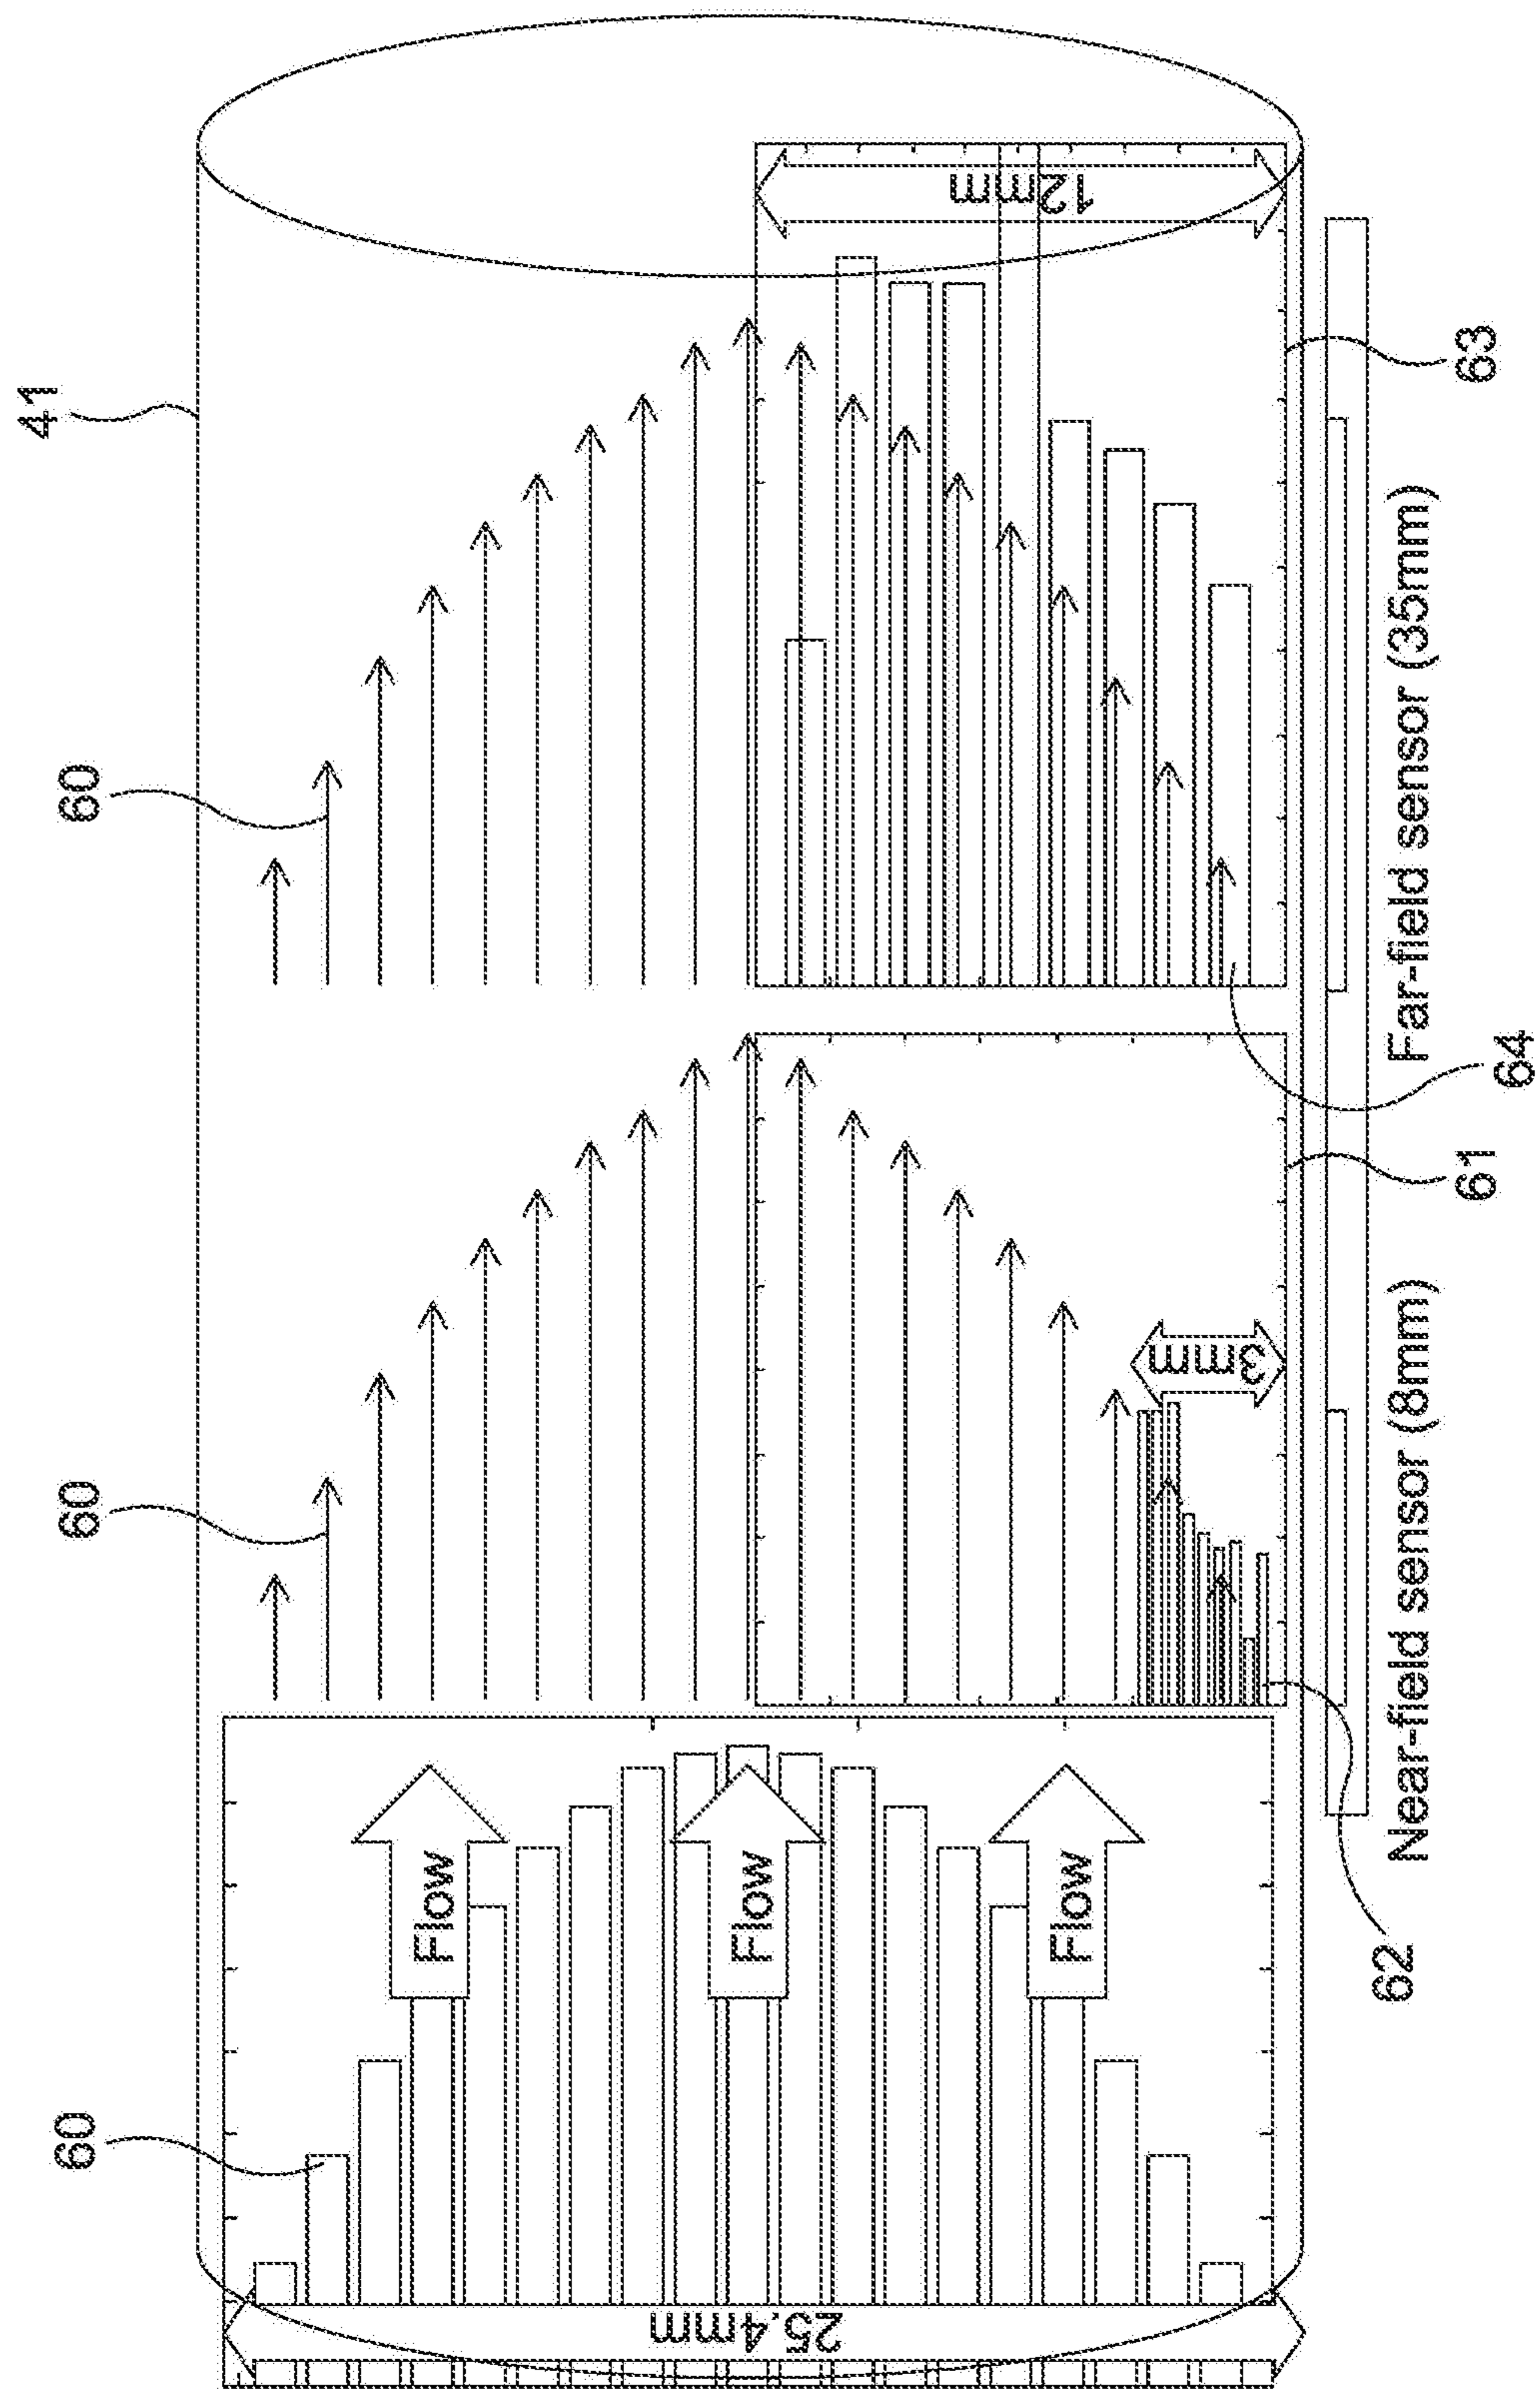 41
60
60
60
Flow
Flow
Flow
25.4mm
3mm
12mm
62
61
64
63
Near-field sensor (8mm)
Far-field sensor (35mm)